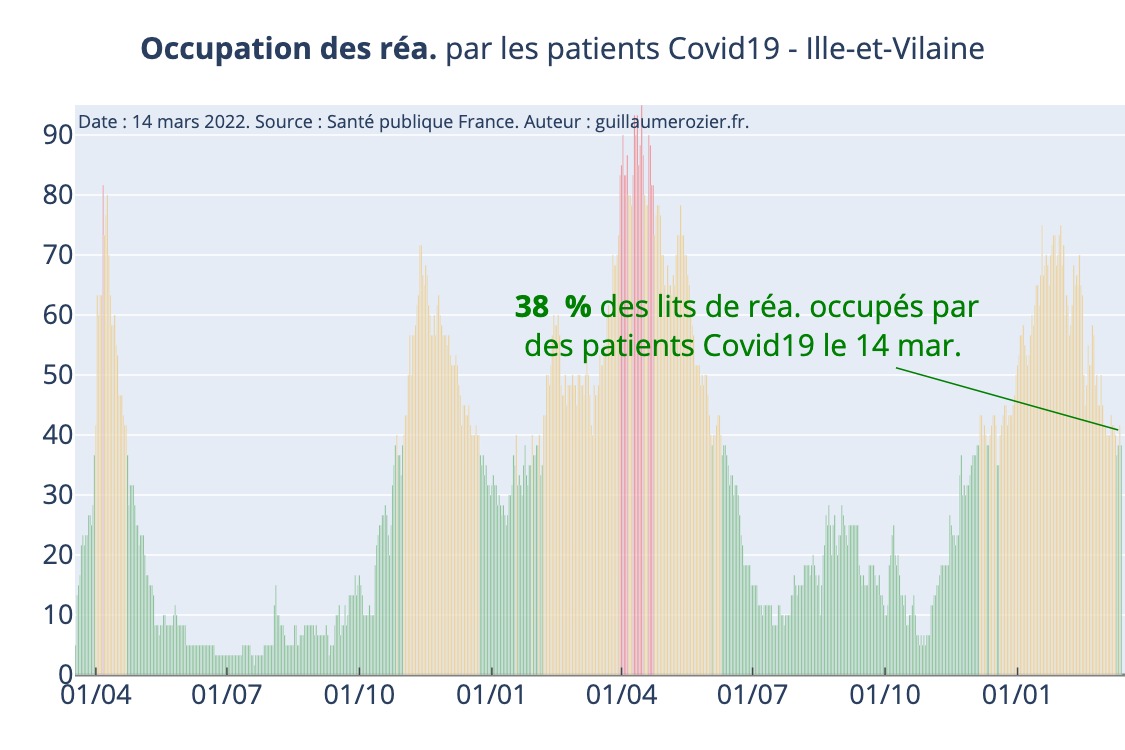 Occupation des réa. par les patients Covid19 - Ille-et-Vilaine
Date : 14 mars 2022. Source : Santé publique France. Auteur : guillaumerozier.fr.
90
80
70
60
50
40
30
20
10
0
38 % des lits de réa. occupés par
des patients Covid19 le 14 mar.
01/04 01/07 01/10 01/01 01/04 01/07 01/10 01/01